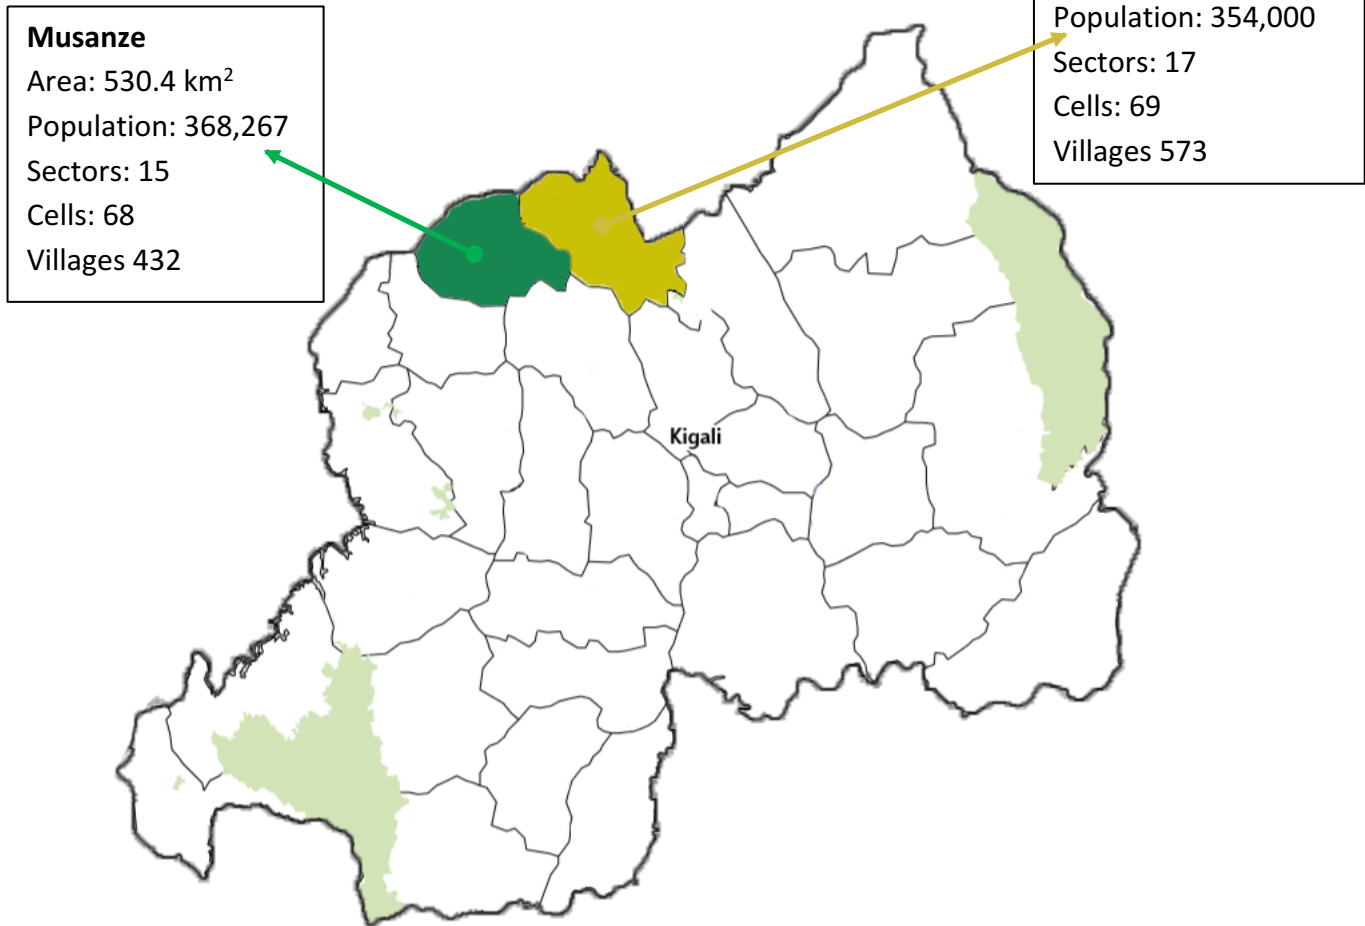 Musanze
Area: 530.4 km²
Population: 368,267
Sectors: 15
Cells: 68
Villages 432
Population: 354,000
Sectors: 17
Cells: 69
Villages 573
Kigali